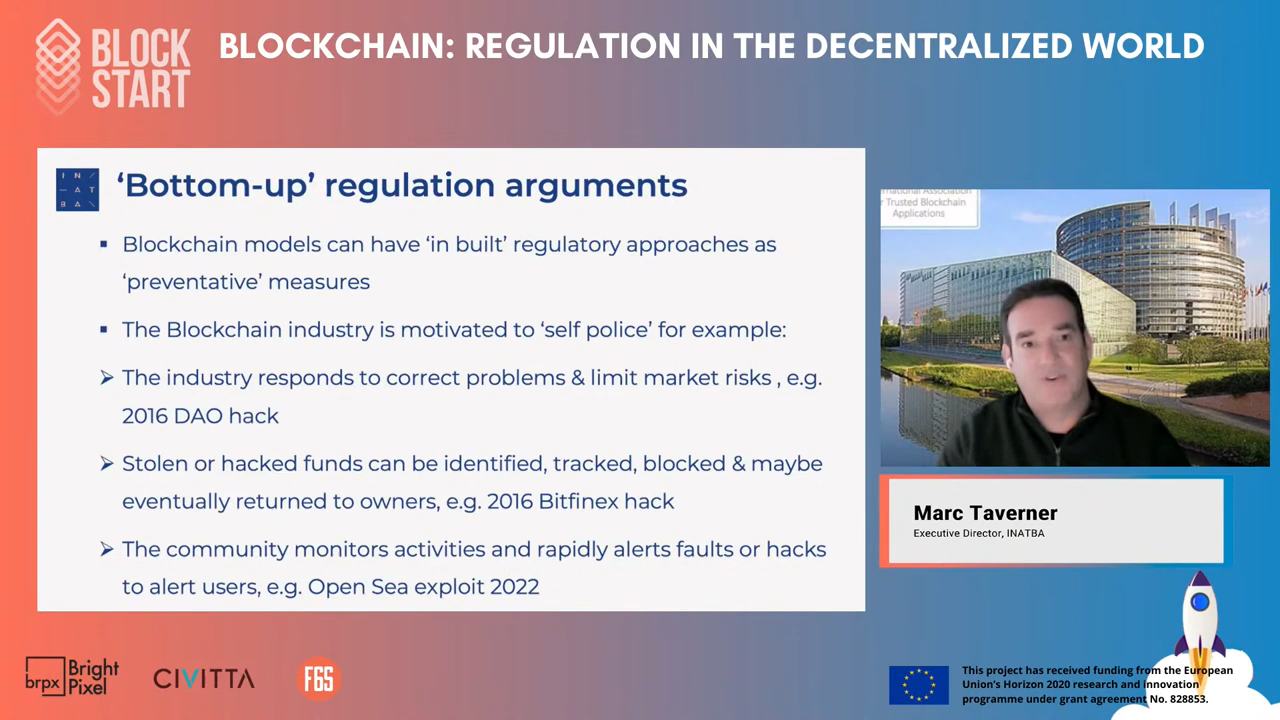 BLOCK
START
BLOCKCHAIN: REGULATION IN THE DECENTRALIZED WORLD
I N /
— A T
B A \
‘Bottom-up’ regulation arguments
▪ Blockchain models can have ‘in built’ regulatory approaches as
‘preventative’ measures
▪ The Blockchain industry is motivated to ‘self police’ for example:
➢ The industry responds to correct problems & limit market risks , e.g.
2016 DAO hack
➢ Stolen or hacked funds can be identified, tracked, blocked & maybe
eventually returned to owners, e.g. 2016 Bitfinex hack
➢ The community monitors activities and rapidly alerts faults or hacks
to alert users, e.g. Open Sea exploit 2022
Association
Trusted Blockchain
Applications
Marc Taverner
Executive Director, INATBA
brpx
Bright
Pixel
CIVITTA
F6S
This project has received funding from the European
Union’s Horizon 2020 research and innovation
programme under grant agreement No. 828853.